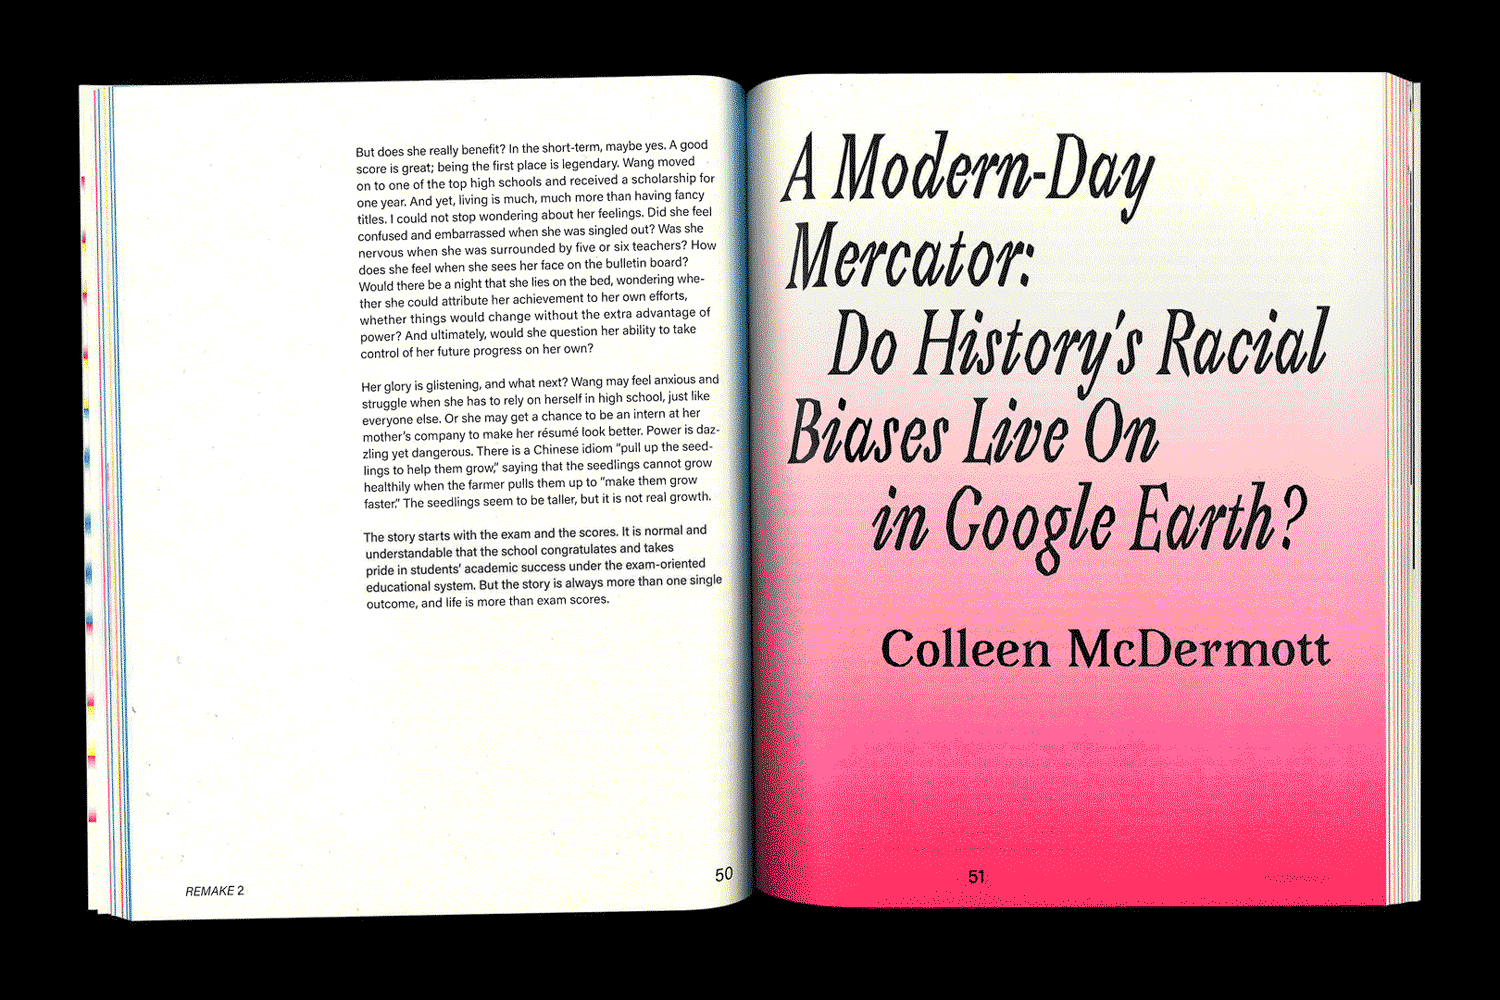 But does she really benefit? In the short-term, maybe yes. A good
score is great; being the first place is legendary. Wang moved
on to one of the top high schools and received a scholarship for
one year. And yet, living is much, much more than having fancy
titles. I could not stop wondering about her feelings. Did she feel
confused and embarrassed when she was singled out? Was she
nervous when she was surrounded by five or six teachers? How
does she feel when she sees her face on the bulletin board?
Would there be a night that she lies on the bed, wondering whe-
ther she could attribute her achievement to her own efforts,
whether things would change without the extra advantage of
power? And ultimately, would she question her ability to take
control of her future progress on her own?
Her glory is glistening, and what next? Wang may feel anxious and
struggle when she has to rely on herself in high school, just like
everyone else. Or she may get a chance to be an intern at her
mother's company to make her résumé look better. Power is daz-
zling yet dangerous. There is a Chinese idiom "pull up the seed-
lings to help them grow," saying that the seedlings cannot grow
healthily when the farmer pulls them up to "make them grow
faster." The seedlings seem to be taller, but it is not real growth.
The story starts with the exam and the scores. It is normal and
understandable that the school congratulates and takes
pride in students' academic success under the exam-oriented
educational system. But the story is always more than one single
outcome, and life is more than exam scores.
REMAKE 2
50
A Modern-Day
Mercator:
Do History's Racial
Biases Live On
in Google Earth?
Colleen McDermott
51